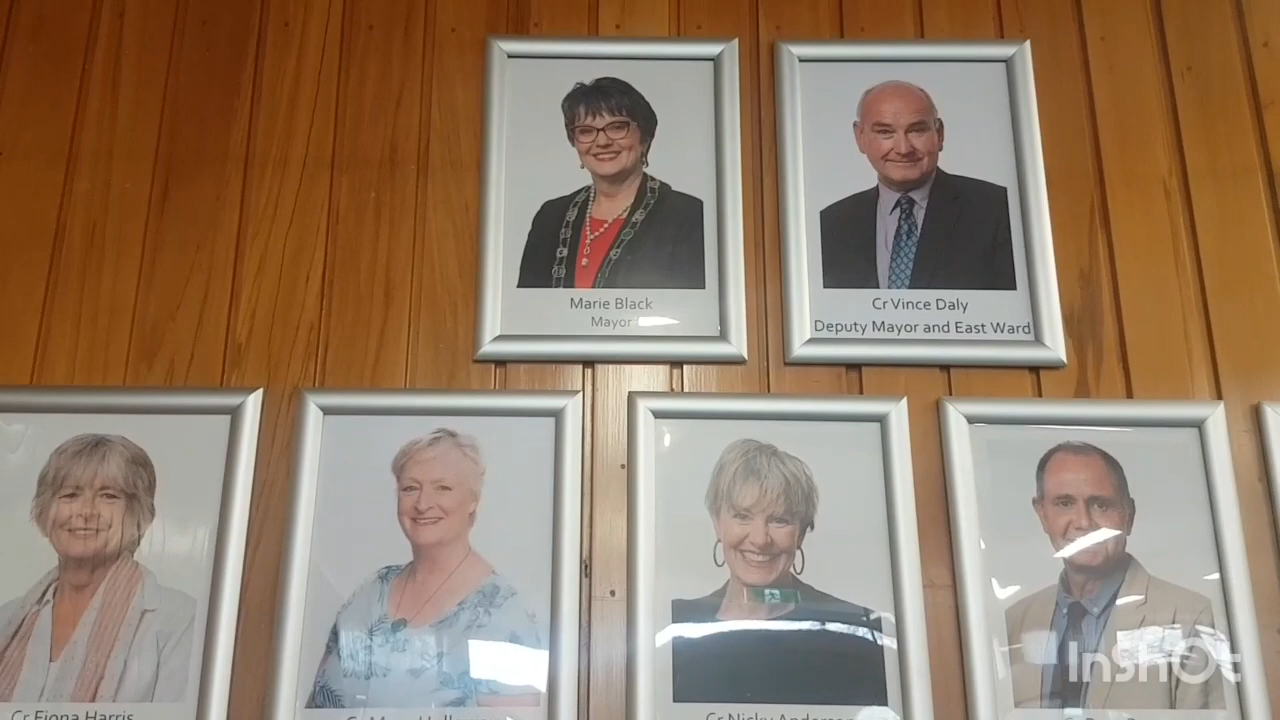 Marie Black
Mayor
Cr Vince Daly
Deputy Mayor and East Ward
Cr Fiona Harris
Cr Nicky Anderson
InShOt